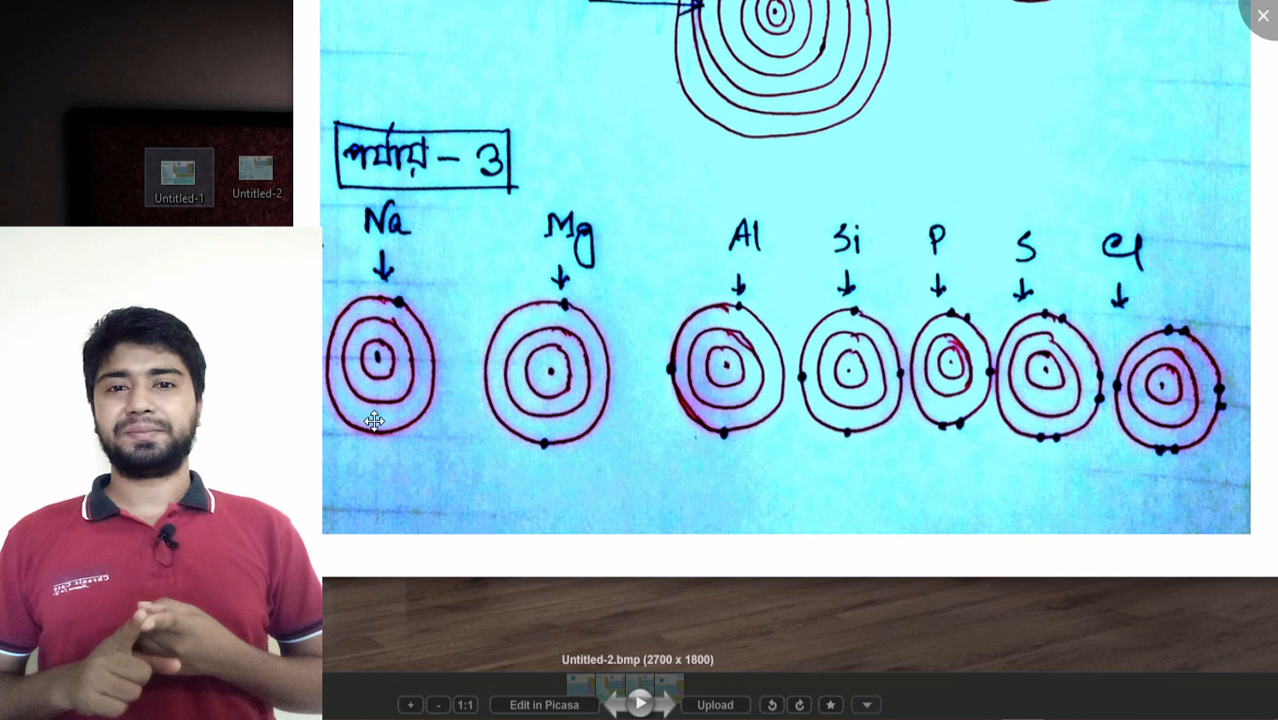 Untitled-1
Untitled-2
পর্যায় - 3
Na
Mg
Al
Si
P
S
Cl
Untitled-2.bmp (2700 x 1800)
+
-
1:1
Edit in Picasa
Upload